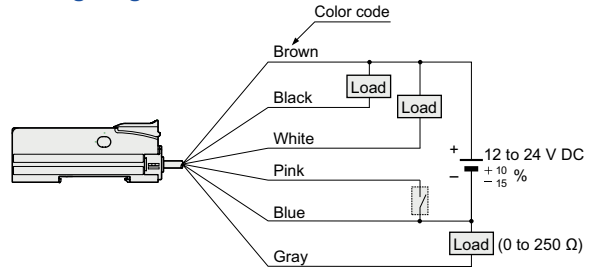 Color code
Brown
Load
Black
Load
White
+
12 to 24 V DC
Pink
− +10 −15 %
Blue
Load (0 to 250 Ω)
Gray